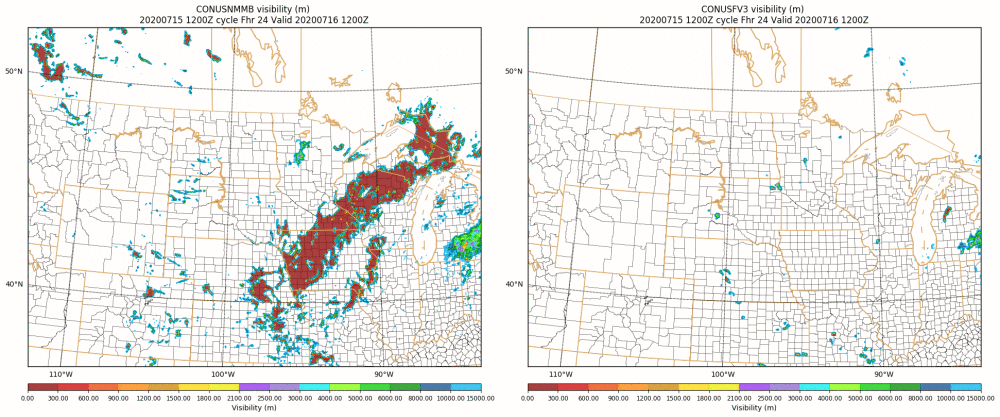 CONUSNMMB visibility (m)
20200715 1200Z cycle Fhr 24 Valid 20200716 1200Z
50°N
40°N
110°W
100°W
90°W
0.00 300.00 600.00 900.00 1200.00 1500.00 1800.00 2100.00 2500.00 3000.00 4000.00 5000.00 6000.00 8000.00 10000.00 15000.00
Visibility (m)
CONUSFV3 visibility (m)
20200715 1200Z cycle Fhr 24 Valid 20200716 1200Z
50°N
40°N
110°W
100°W
90°W
0.00 300.00 600.00 900.00 1200.00 1500.00 1800.00 2100.00 2500.00 3000.00 4000.00 5000.00 6000.00 8000.00 10000.00 15000.00
Visibility (m)